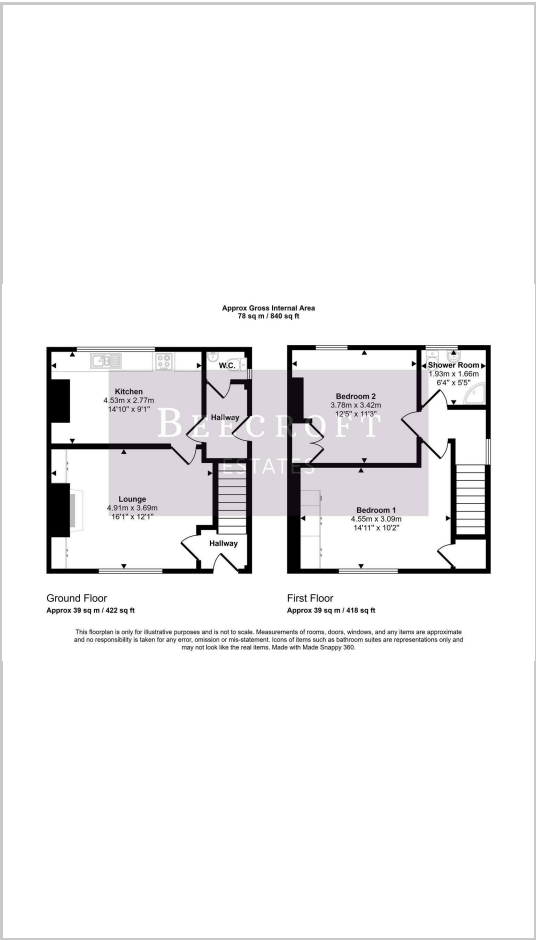 Approx Gross Internal Area
78 sq m / 840 sq ft
W.C.
Kitchen
4.53m x 2.77m
14'10" x 9'1"
Hallway
Lounge
4.91m x 3.69m
16'1" x 12'1"
Hallway
Shower Room
1.93m x 1.66m
6'4" x 5'5"
Bedroom 2
3.78m x 3.42m
12'5" x 11'3"
Bedroom 1
4.55m x 3.09m
14'11" x 10'2"
BEECROFT
ESTATES
Ground Floor
Approx 39 sq m / 422 sq ft
First Floor
Approx 39 sq m / 418 sq ft
This floorplan is only for illustrative purposes and is not to scale. Measurements of rooms, doors, windows, and any items are approximate
and no responsibility is taken for any error, omission or mis-statement. Icons of items such as bathroom suites are representations only and
may not look like the real items. Made with Made Snappy 360.